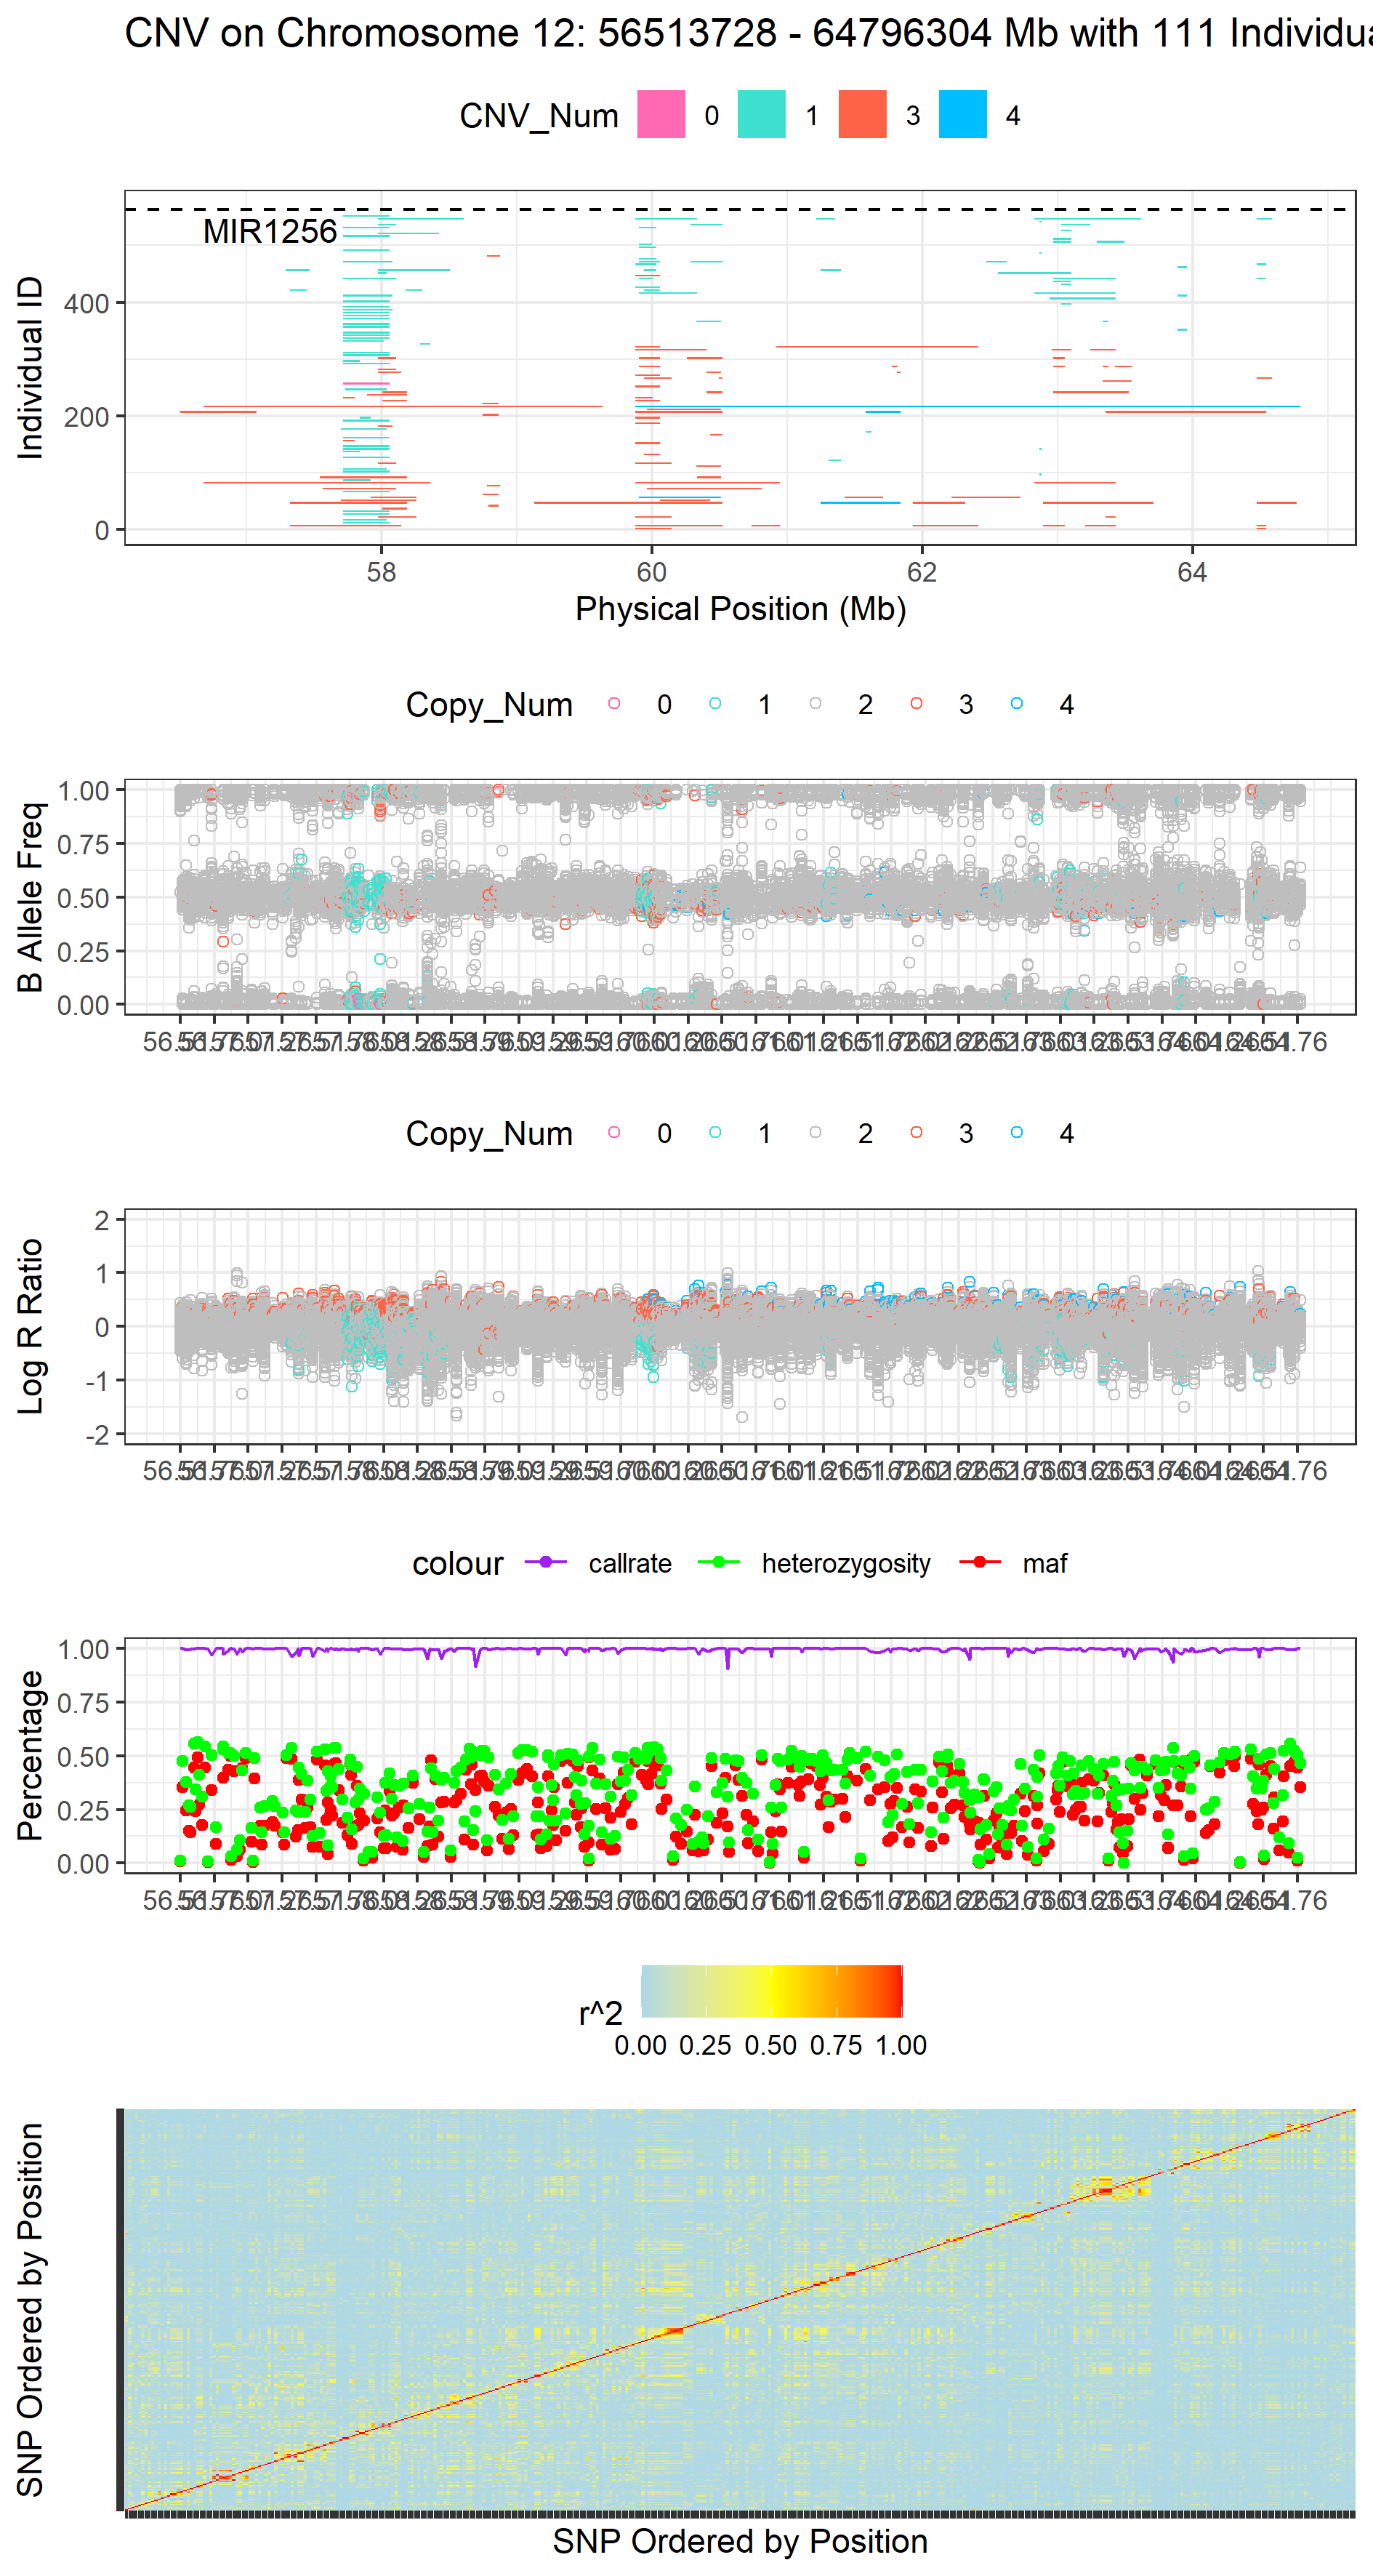 CNV on Chromosome 12: 56513728 - 64796304 Mb with 111 Individua
CNV_Num 0 1 3 4
MIR1256
Individual ID
400
200
0
58 60 62 64
Physical Position (Mb)
Copy_Num 0 1 2 3 4
B Allele Freq
1.00
0.75
0.50
0.25
0.00
Copy_Num 0 1 2 3 4
Log R Ratio
2
1
0
-1
-2
colour callrate heterozygosity maf
Percentage
1.00
0.75
0.50
0.25
0.00
r^2
0.00 0.25 0.50 0.75 1.00
SNP Ordered by Position
SNP Ordered by Position